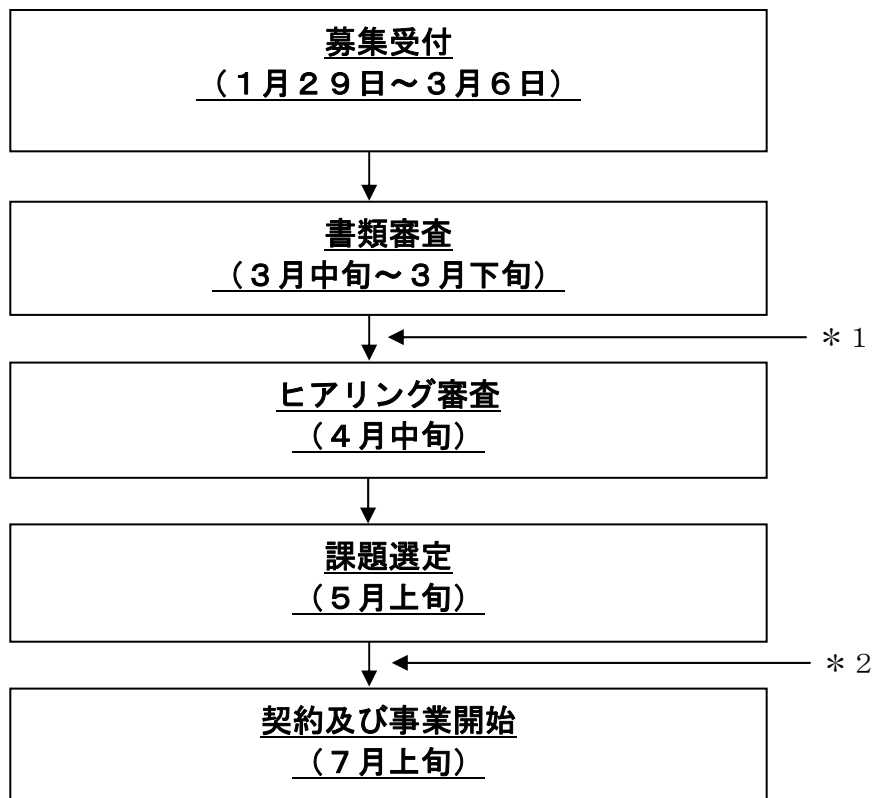 募集受付
（１月２９日～３月６日）
書類審査
（３月中旬～３月下旬）
＊１
ヒアリング審査
（４月中旬）
課題選定
（５月上旬）
＊２
契約及び事業開始
（７月上旬）